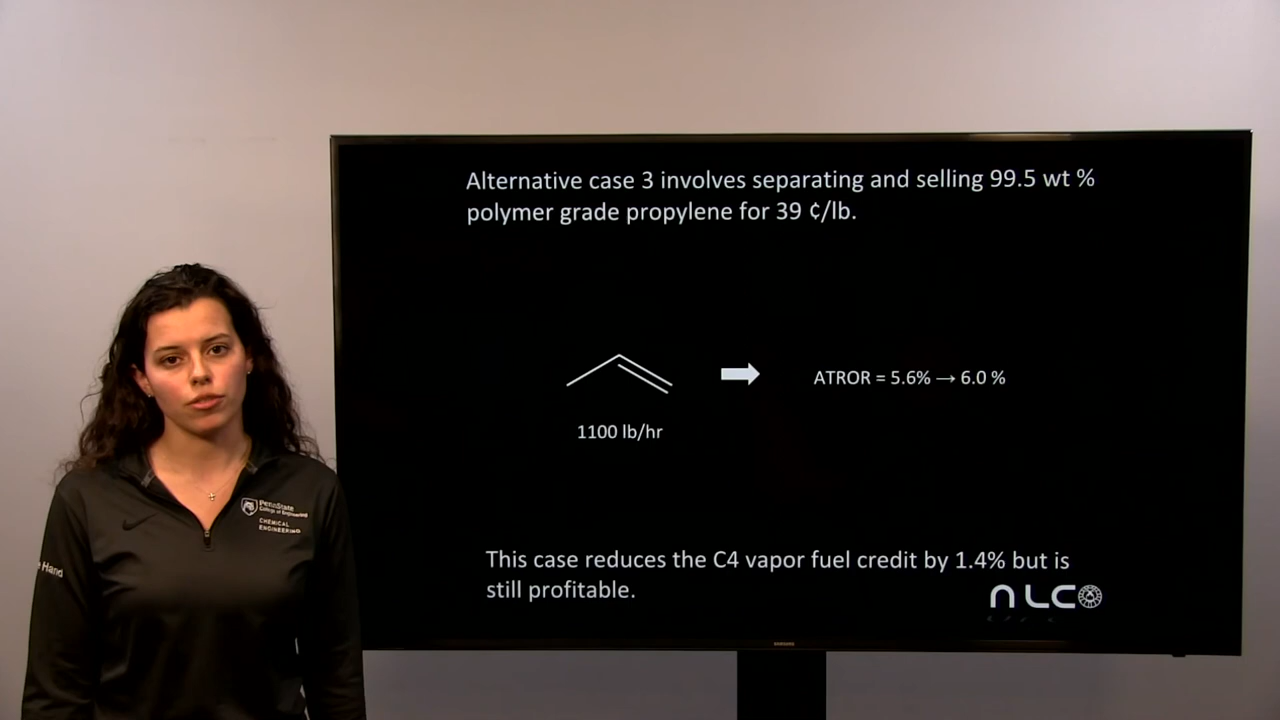 Alternative case 3 involves separating and selling 99.5 wt %
polymer grade propylene for 39 ¢/lb.
ATROR = 5.6% → 6.0 %
1100 lb/hr
This case reduces the C4 vapor fuel credit by 1.4% but is
still profitable.
NLC
SAMSUNG
PennState
College of Engineering
CHEMICAL
ENGINEERING
Hand